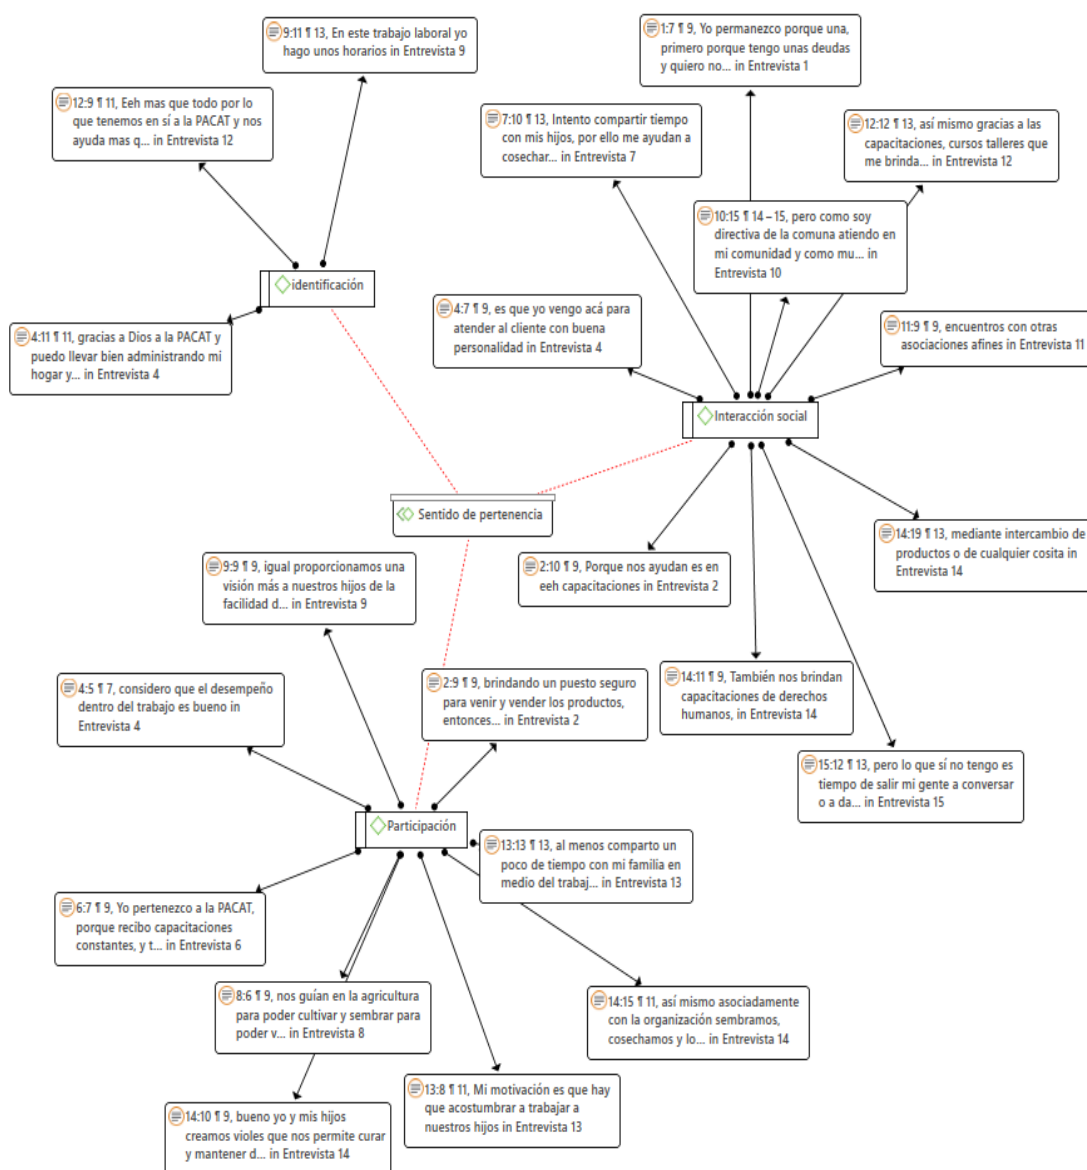 9:11 ¶ 13, En este trabajo laboral yo
hago unos horarios in Entrevista 9
1:7 ¶ 9, Yo permanezco porque una,
primero porque tengo unas deudas
y quiero no... in Entrevista 1
12:9 ¶ 11, Eeh mas que todo por lo
que tenemos en sí a la PACAT y nos
ayuda mas q... in Entrevista 12
7:10 ¶ 13, Intento compartir tiempo
con mis hijos, por ello me ayudan a
cosechar... in Entrevista 7
12:12 ¶ 13, así mismo gracias a las
capacitaciones, cursos talleres que
me brinda... in Entrevista 12
10:15 ¶ 14 – 15, pero como soy
directiva de la comuna atiendo en
mi comunidad y como mu... in
Entrevista 10
identificación
4:11 ¶ 11, gracias a Dios a la PACAT y
puedo llevar bien administrando mi
hogar y... in Entrevista 4
4:7 ¶ 9, es que yo vengo acá para
atender al cliente con buena
personalidad in Entrevista 4
11:9 ¶ 9, encuentros con otras
asociaciones afines in Entrevista 11
Interacción social
Sentido de pertenencia
14:19 ¶ 13, mediante intercambio de
productos o de cualquier cosita in
Entrevista 14
9:9 ¶ 9, igual proporcionamos una
visión más a nuestros hijos de la
facilidad d... in Entrevista 9
2:10 ¶ 9, Porque nos ayudan es en
eeh capacitaciones in Entrevista 2
14:11 ¶ 9, También nos brindan
capacitaciones de derechos
humanos, in Entrevista 14
4:5 ¶ 7, considero que el desempeño
dentro del trabajo es bueno in
Entrevista 4
2:9 ¶ 9, brindando un puesto seguro
para venir y vender los productos,
entonces... in Entrevista 2
15:12 ¶ 13, pero lo que sí no tengo es
tiempo de salir mi gente a conversar
o a da... in Entrevista 15
Participación
13:13 ¶ 13, al menos comparto un
poco de tiempo con mi familia en
medio del trabaj... in Entrevista 13
6:7 ¶ 9, Yo pertenezco a la PACAT,
porque recibo capacitaciones
constantes, y t... in Entrevista 6
8:6 ¶ 9, nos guían en la agricultura
para poder cultivar y sembrar para
poder v... in Entrevista 8
14:15 ¶ 11, así mismo asociadamente
con la organización sembramos,
cosechamos y lo... in Entrevista 14
13:8 ¶ 11, Mi motivación es que hay
que acostumbrar a trabajar a
nuestros hijos in Entrevista 13
14:10 ¶ 9, bueno yo y mis hijos
creamos violes que nos permite curar
y mantener d... in Entrevista 14